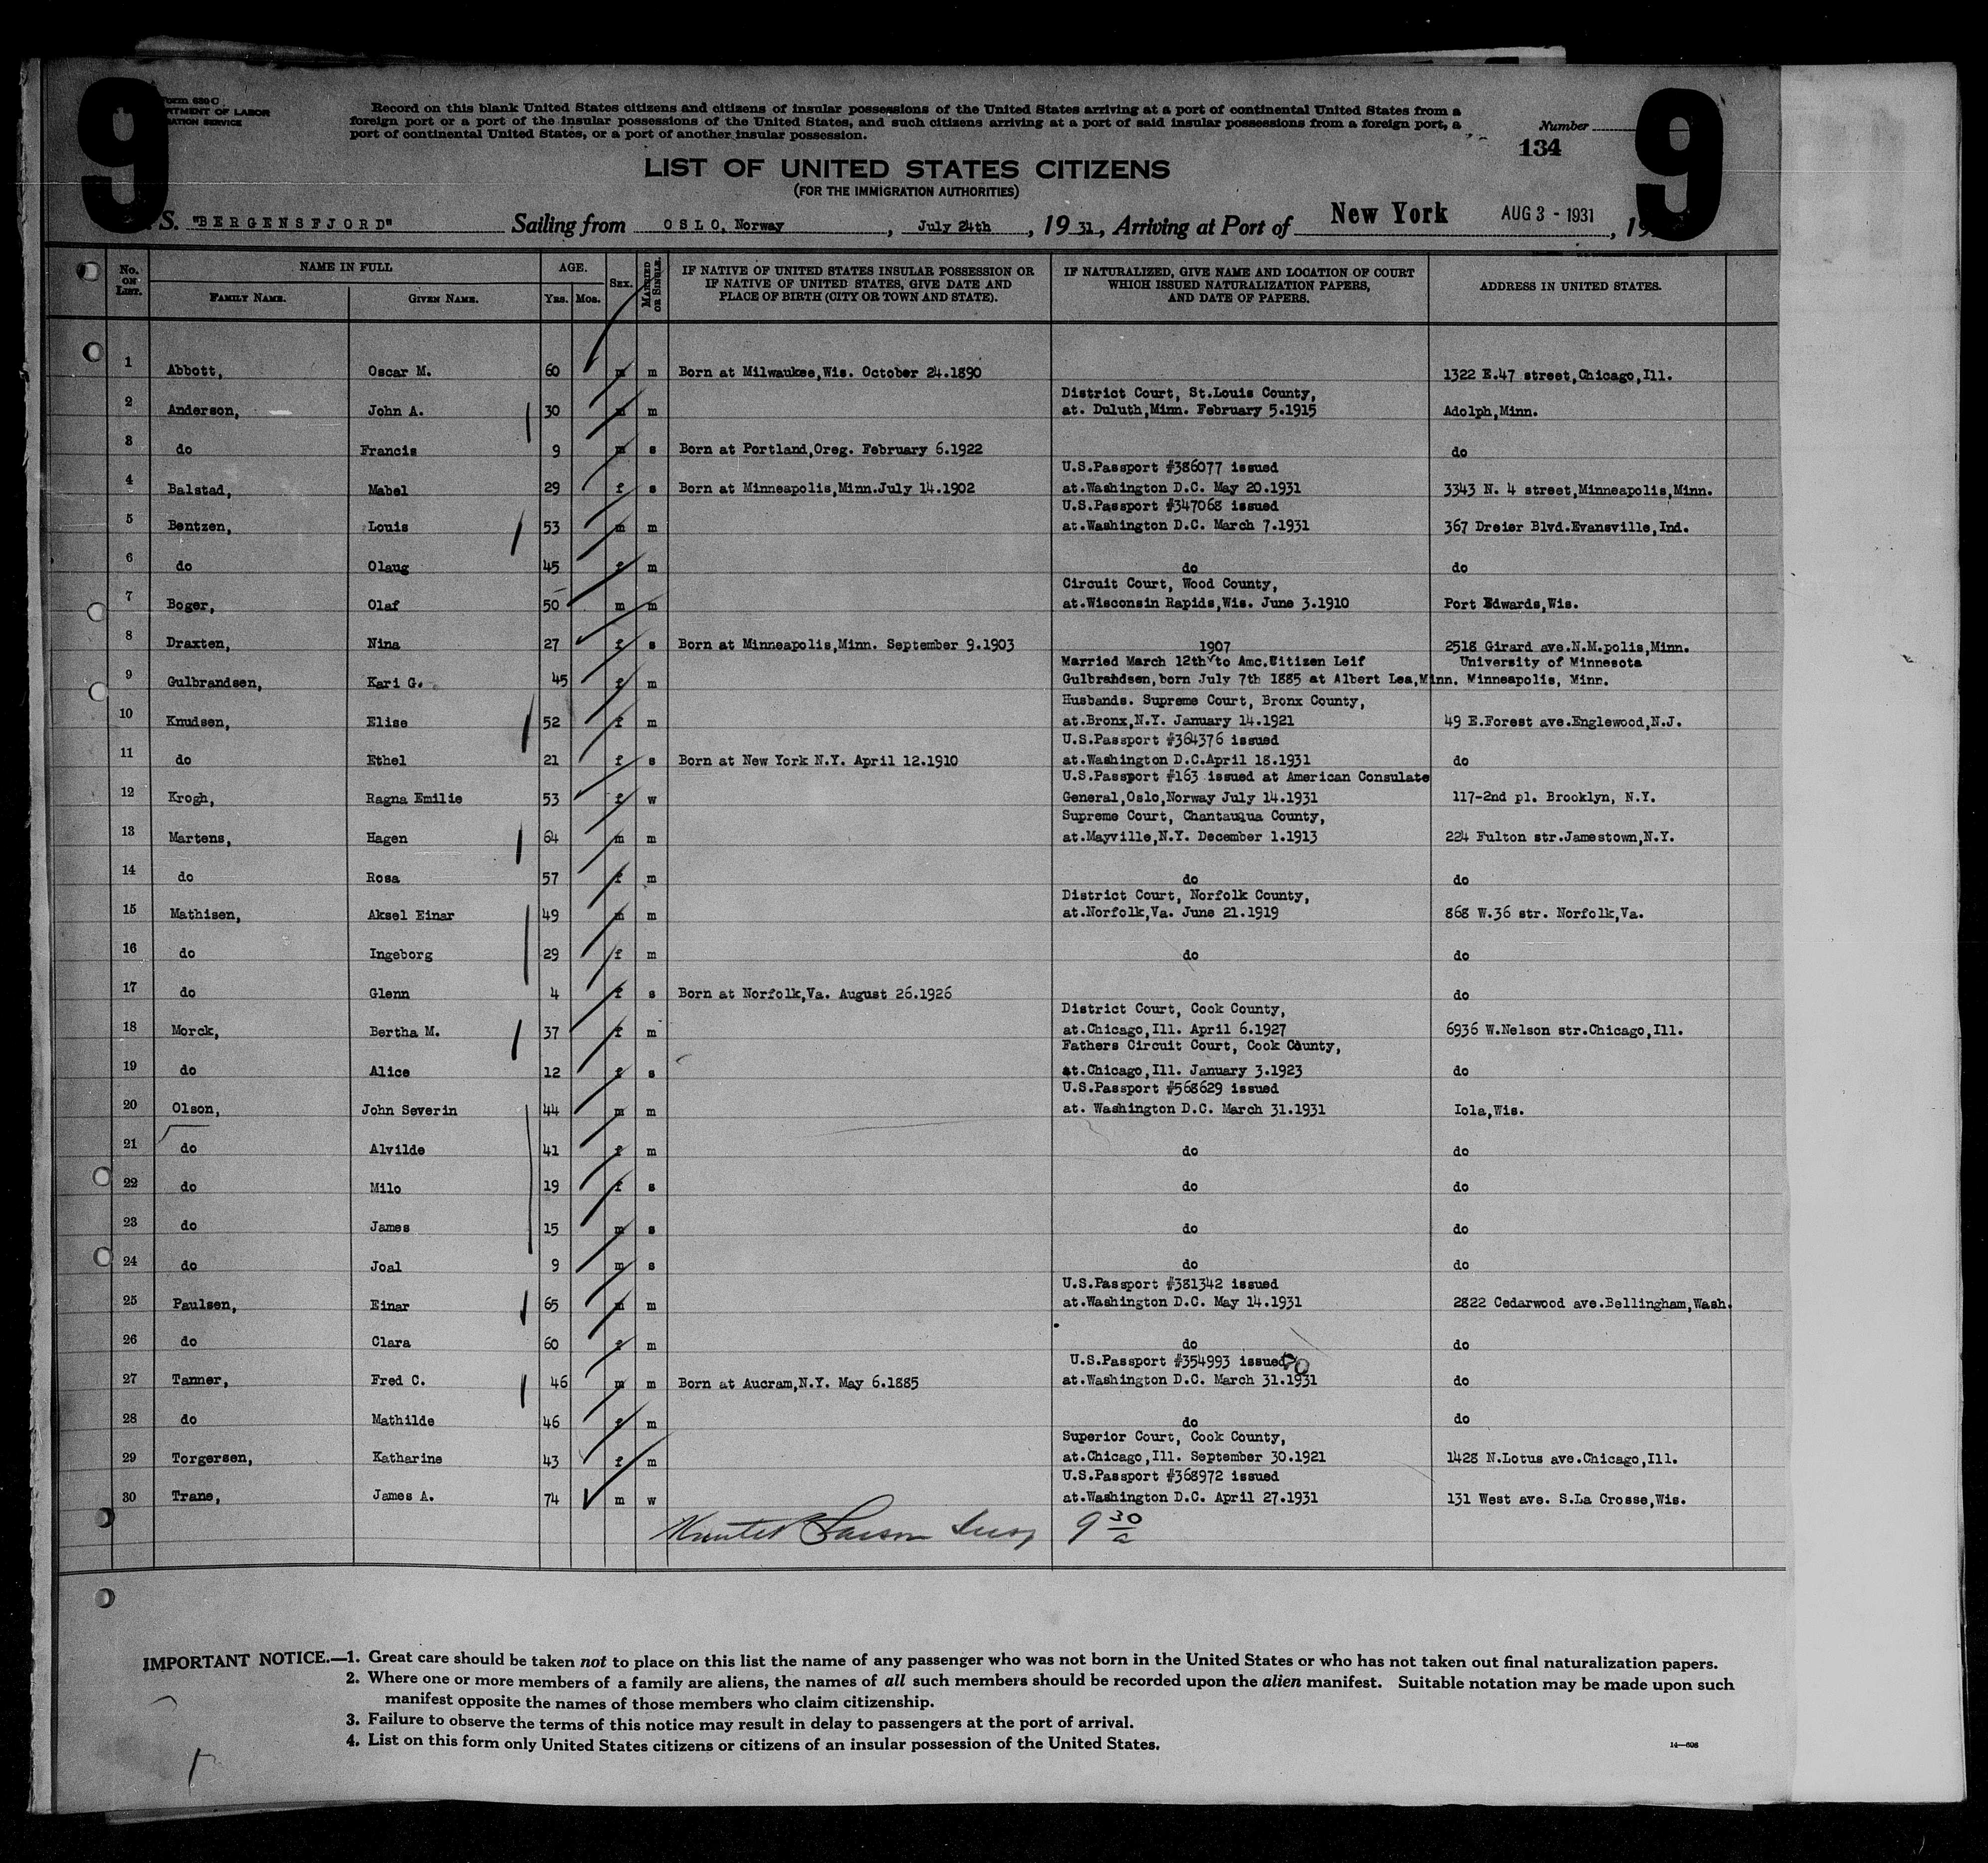 9
9
Form 630 C
DEPARTMENT OF LABOR
IMMIGRATION SERVICE
Record on this blank United States citizens and citizens of insular possessions of the United States arriving at a port of continental United States from a
foreign port or a port of the insular possessions of the United States, and such citizens arriving at a port of said insular possessions from a foreign port, a
port of continental United States, or a port of another insular possession.
Number
134
LIST OF UNITED STATES CITIZENS
(FOR THE IMMIGRATION AUTHORITIES)
S. "BERGENSFJORD" Sailing from OSLO, Norway, July 24th, 1931, Arriving at Port of New York AUG 3 - 1931, 19
No. ON LIST. NAME IN FULL AGE. Sex. MARRIED OR SINGLE. IF NATIVE OF UNITED STATES INSULAR POSSESSION OR IF NATIVE OF UNITED STATES, GIVE DATE AND PLACE OF BIRTH (CITY OR TOWN AND STATE). IF NATURALIZED, GIVE NAME AND LOCATION OF COURT WHICH ISSUED NATURALIZATION PAPERS, AND DATE OF PAPERS. ADDRESS IN UNITED STATES.
FAMILY NAME. GIVEN NAME. Yrs. Mos.
1 Abbott, Oscar M. 60 m m Born at Milwaukee,Wis. October 24.1890 1322 E.47 street,Chicago,Ill.
District Court, St.Louis County,
2 Anderson, John A. 30 m m at. Duluth,Minn. February 5.1915 Adolph,Minn.
3 do Francis 9 m s Born at Portland,Oreg. February 6.1922 do
U.S.Passport #386077 issued
4 Balstad, Mabel 29 f s Born at Minneapolis,Minn.July 14.1902 at.Washington D.C. May 20.1931 3343 N. 4 street,Minneapolis,Minn.
U.S.Passport #347068 issued
5 Bentzen, Louis 53 m m at.Washington D.C. March 7.1931 367 Dreier Blvd.Evansville,Ind.
6 do Olaug 45 f m do do
Circuit Court, Wood County,
7 Boger, Olaf 50 m m at.Wisconsin Rapids,Wis. June 3.1910 Port Edwards,Wis.
8 Draxten, Nina 27 f s Born at Minneapolis,Minn. September 9.1903 2518 Girard ave.N.M.polis,Minn.
1907
Married March 12th to Amc.Citizen Leif University of Minnesota
9 Gulbrandsen, Kari G. 45 f m Gulbrandsen,born July 7th 1885 at Albert Lea,Minn. Minneapolis, Minn.
Husbands. Supreme Court, Bronx County,
10 Knudsen, Elise 52 f m at.Bronx,N.Y. January 14.1921 49 E.Forest ave.Englewood,N.J.
U.S.Passport #364376 issued
11 do Ethel 21 f s Born at New York N.Y. April 12.1910 at.Washington D.C.April 18.1931 do
U.S.Passport #163 issued at American Consulate
12 Krogh, Ragna Emilie 53 f w General,Oslo,Norway July 14.1931 117-2nd pl. Brooklyn, N.Y.
Supreme Court, Chantauqua County,
13 Martens, Hagen 64 m m at.Mayville,N.Y. December 1.1913 224 Fulton str.Jamestown,N.Y.
14 do Rosa 57 f m do do
District Court, Norfolk County,
15 Mathisen, Aksel Einar 49 m m at.Norfolk,Va. June 21.1919 868 W.36 str. Norfolk,Va.
16 do Ingeborg 29 f m do do
17 do Glenn 4 f s Born at Norfolk,Va. August 26.1926 do
District Court, Cook County,
18 Morck, Bertha M. 37 f m at.Chicago,Ill. April 6.1927 6936 W.Nelson str.Chicago,Ill.
Fathers Circuit Court, Cook County,
19 do Alice 12 f s at.Chicago,Ill. January 3.1923 do
U.S.Passport #568629 issued
20 Olson, John Severin 44 m m at. Washington D.C. March 31.1931 Iola,Wis.
21 do Alvilde 41 f m do do
22 do Milo 19 f s do do
23 do James 15 m s do do
24 do Joal 9 m s do do
U.S.Passport #381342 issued
25 Paulsen, Einar 65 m m at.Washington D.C. May 14.1931 2822 Cedarwood ave.Bellingham,Wash.
26 do Clara 60 f m do do
U.S.Passport #354993 issued
27 Tanner, Fred C. 46 m m Born at Aucram,N.Y. May 6.1885 at.Washington D.C. March 31.1931 do
28 do Mathilde 46 f m do do
Superior Court, Cook County,
29 Torgersen, Katharine 43 f m at.Chicago,Ill. September 30.1921 1428 N.Lotus ave.Chicago,Ill.
U.S.Passport #368972 issued
30 Trane, James A. 74 m w at.Washington D.C. April 27.1931 131 West ave. S.La Crosse,Wis.
9 30/a
IMPORTANT NOTICE.—1. Great care should be taken not to place on this list the name of any passenger who was not born in the United States or who has not taken out final naturalization papers.
2. Where one or more members of a family are aliens, the names of all such members should be recorded upon the alien manifest. Suitable notation may be made upon such
manifest opposite the names of those members who claim citizenship.
3. Failure to observe the terms of this notice may result in delay to passengers at the port of arrival.
4. List on this form only United States citizens or citizens of an insular possession of the United States.